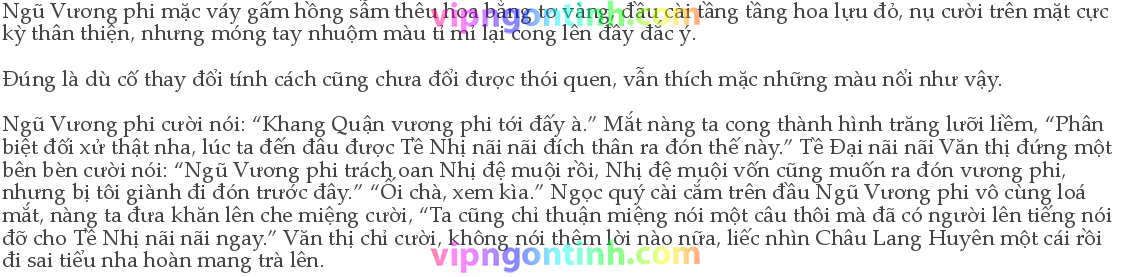 Ngũ Vương phi mặc váy gấm hồng sẫm thêu hoa bằng tơ vàng, đầu cài tầng tầng hoa lựu đỏ, nụ cười trên mặt cực
vipngontinh.com
kỳ thân thiện, nhưng móng tay nhuộm màu tỉ mỉ lại cong lên đầy đắc ý.
Đúng là dù cố thay đổi tính cách cũng chưa đổi được thói quen, vẫn thích mặc những màu nổi như vậy.
Ngũ Vương phi cười nói: “Khang Quận vương phi tới đấy à.” Mắt nàng ta cong thành hình trăng lưỡi liềm, “Phân
biệt đối xử thật nha, lúc ta đến đâu được Tề Nhị nãi nãi đích thân ra đón thế này.” Tề Đại nãi nãi Văn thị đứng một
bên bèn cười nói: “Ngũ Vương phi trách oan Nhị đệ muội rồi, Nhị đệ muội vốn cũng muốn ra đón vương phi,
nhưng bị tôi giành đi đón trước đây.” “Ối chà, xem kìa.” Ngọc quý cài cắm trên đầu Ngũ Vương phi vô cùng loá
mắt, nàng ta đưa khăn lên che miệng cười, “Ta cũng chỉ thuận miệng nói một câu thôi mà đã có người lên tiếng nói
đỡ cho Tề Nhị nãi nãi ngay.” Văn thị chỉ cười, không nói thêm lời nào nữa, liếc nhìn Châu Lang Huyên một cái rồi
vipngontinh.com
đi sai tiểu nha hoàn mang trà lên.